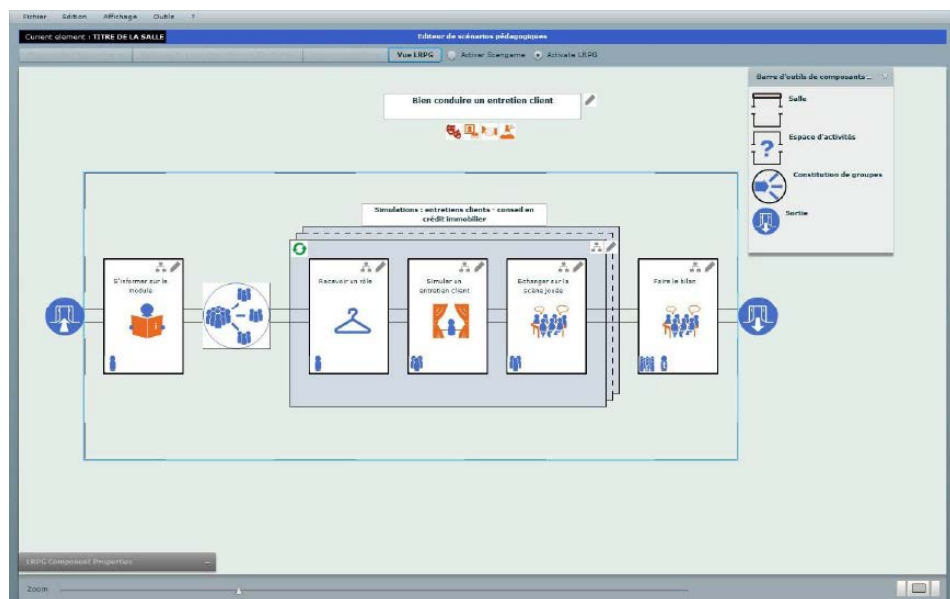 Fichier Edition Affichage Outils ?
Current element : TITRE DE LA SALLE
Editeur de scénarios pédagogiques
Vue LRPG Activer Scengame Activate LRPG
Bien conduire un entretien client
Barre d'outils de composants ...
Salle
Espace d'activités
?
Constitution de groupes
Sortie
Simulations : entretiens clients - conseil en
crédit immobilier
S'informer sur le
module
Recevoir un rôle
Simuler un
entretien client
Echanger sur la
scène jouée
Faire le bilan
LRPG Component Properties
Zoom